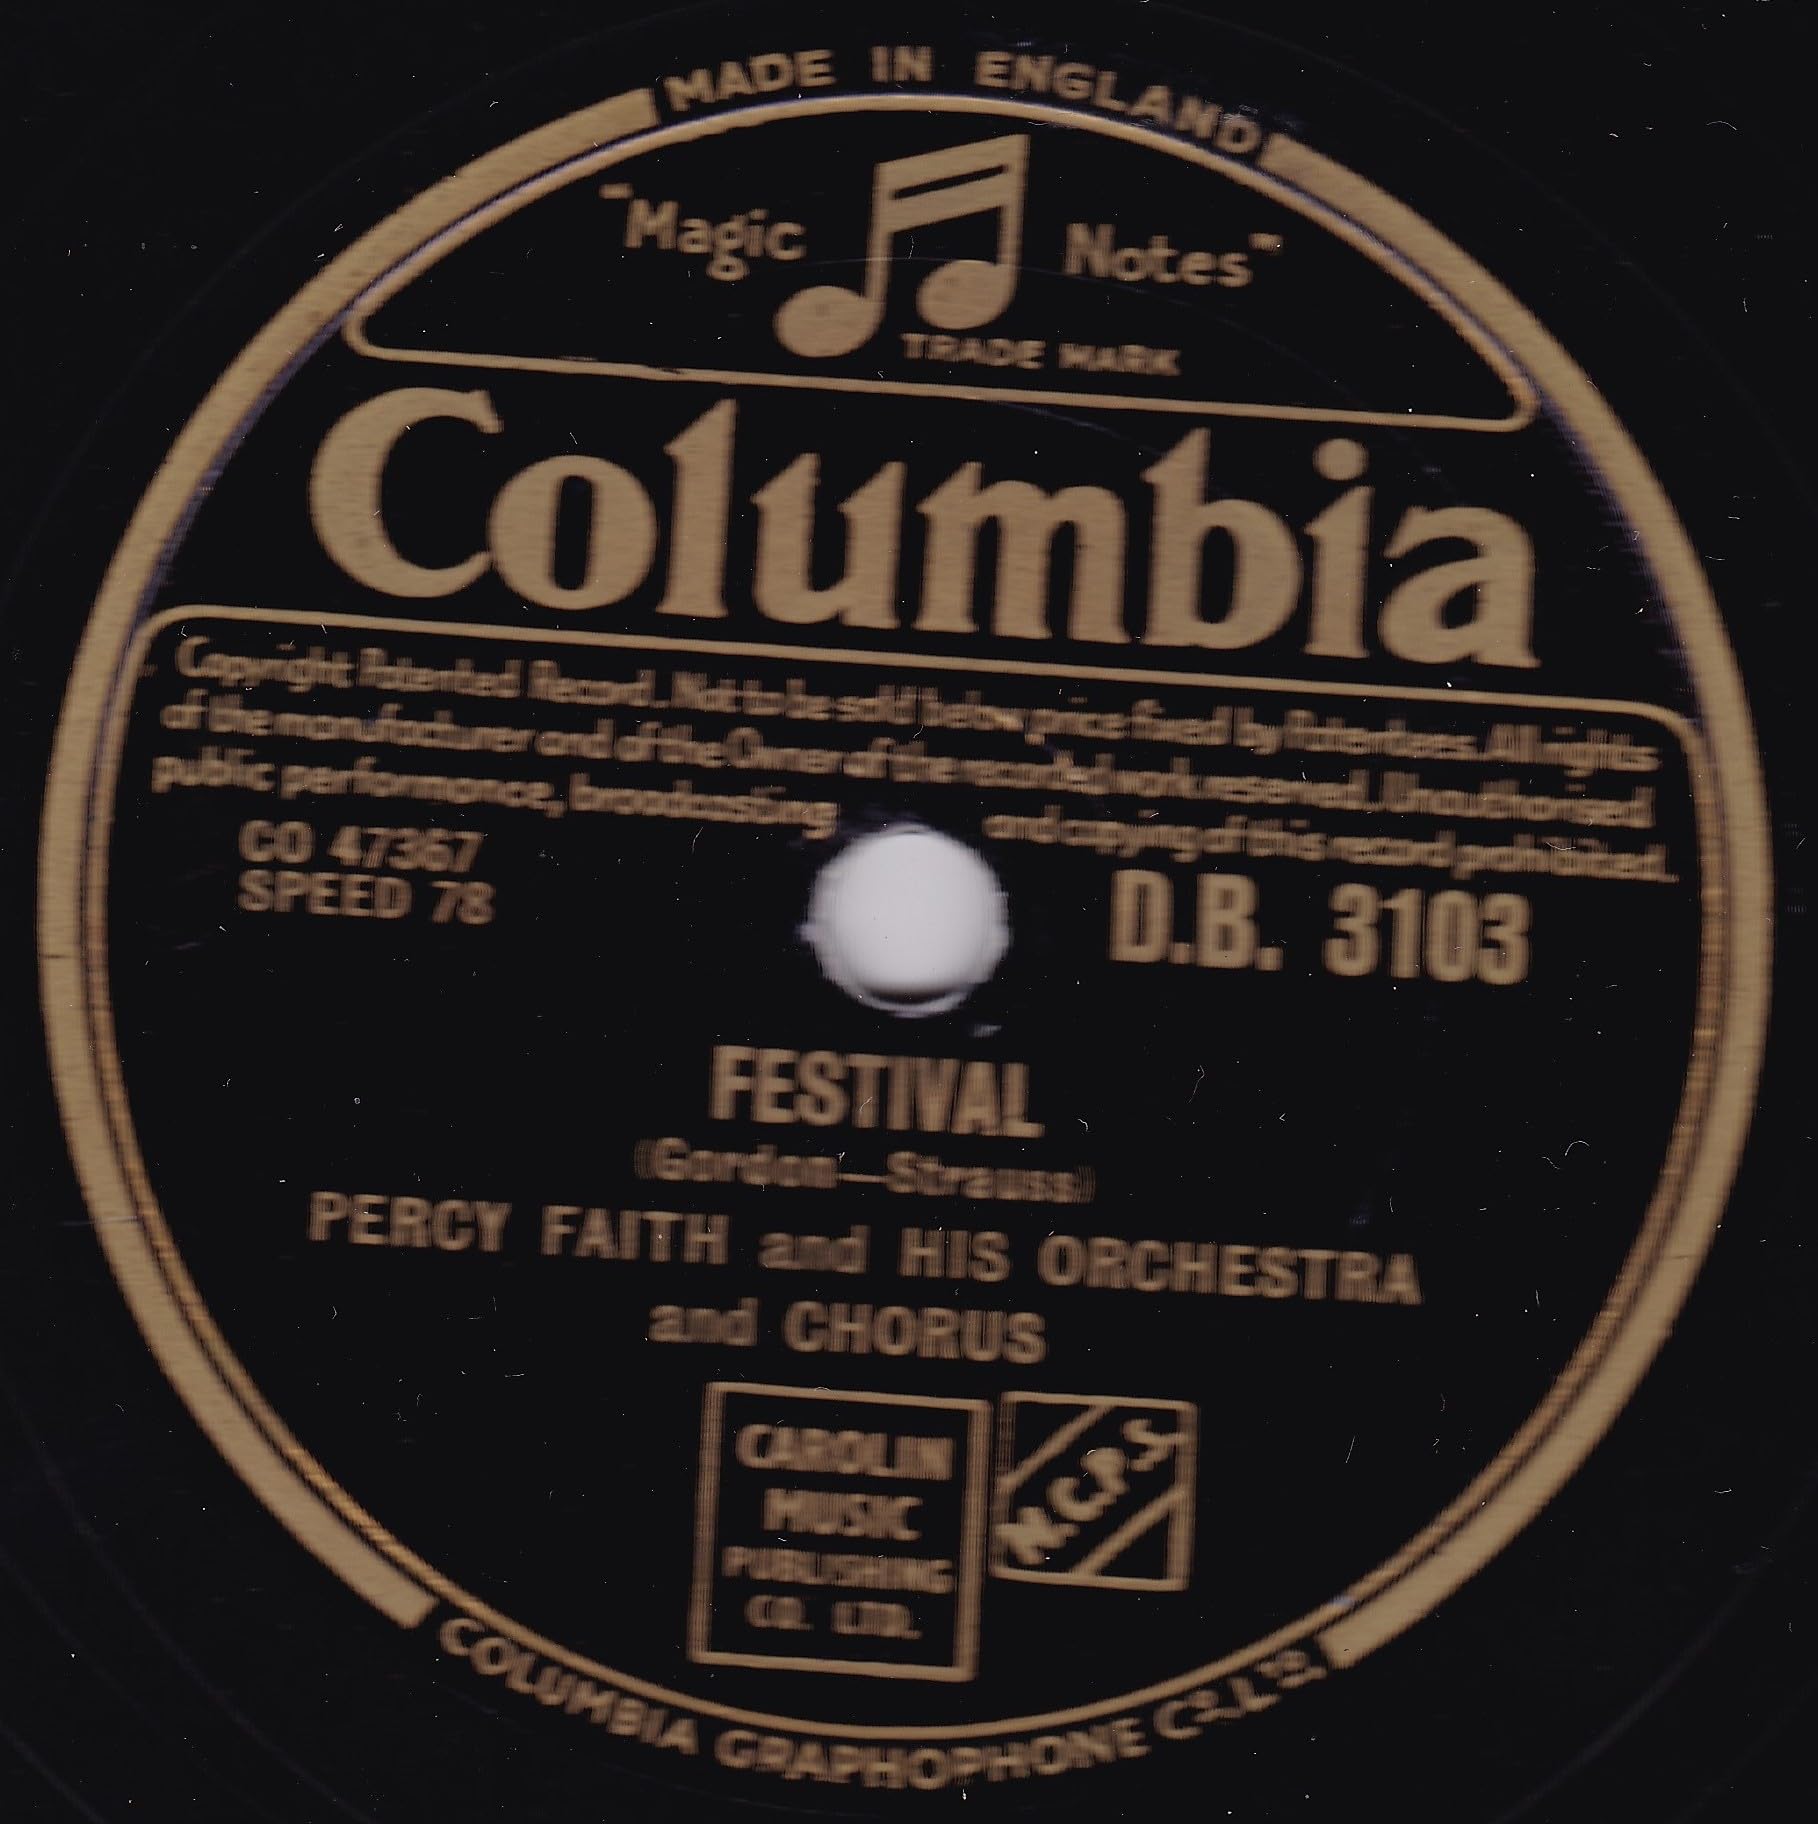 MADE IN ENGLAND
"Magic Notes"
TRADE MARK
Columbia
Copyright Patented Record. Not to be sold below price fixed by Patentees. All rights
of the manufacturer and of the Owner of the recorded work reserved. Unauthorised
public performance, broadcasting and copying of this record prohibited.
CO 47367
SPEED 78
D.B. 3103
FESTIVAL
(Gordon—Strauss)
PERCY FAITH and HIS ORCHESTRA
and CHORUS
CAROLIN
MUSIC
PUBLISHING
CO. LTD.
N.C.P.S.
COLUMBIA GRAPHOPHONE Co. LTD.